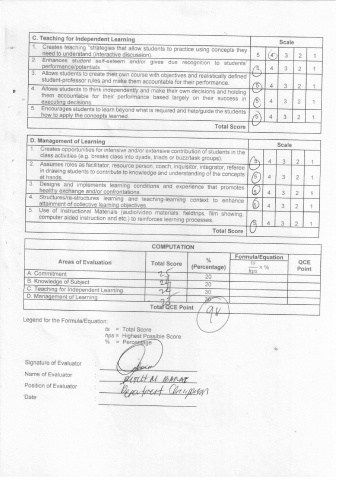 C. Teaching for Independent Learning Scale
1. Creates teaching strategies that allow students to practice using concepts they need to understand (interactive discussion) 5 4 3 2 1
2. Enhances student self-esteem and/or gives due recognition to students' performance/potentials 5 4 3 2 1
3. Allows students to create their own course with objectives and realistically defined student-professor rules and make them accountable for their performance. 5 4 3 2 1
4. Allows students to think independently and make their own decisions and holding them accountable for their performance based largely on their success in executing decisions. 5 4 3 2 1
5. Encourages students to learn beyond what is required and help/guide the students how to apply the concepts learned. 5 4 3 2 1
Total Score
D. Management of Learning Scale
1. Creates opportunities for intensive and/or extensive contribution of students in the class activities (e.g. breaks class into dyads, triads or buzz/task groups). 5 4 3 2 1
2. Assumes roles as facilitator, resource person, coach, inquisitor, integrator, referee in drawing students to contribute to knowledge and understanding of the concepts at hands. 5 4 3 2 1
3. Designs and implements learning conditions and experience that promotes healthy exchange and/or confrontations. 5 4 3 2 1
4. Structures/re-structures learning and teaching-learning context to enhance attainment of collective learning objectives. 5 4 3 2 1
5. Use of Instructional Materials (audio/video materials, fieldtrips, film showing, computer aided instruction and etc.) to reinforces learning processes. 5 4 3 2 1
Total Score
COMPUTATION
Areas of Evaluation Total Score % (Percentage) Formula/Equation ts/hps × % QCE Point
A. Commitment 25 20
B. Knowledge of Subject 24 20
C. Teaching for Independent Learning 24 30
D. Management of Learning 25 30
Total QCE Point 98
Legend for the Formula/Equation:
ts = Total Score
hps = Highest Possible Score
% = Percentage
Signature of Evaluator
Name of Evaluator
Position of Evaluator Department Chairperson
Date